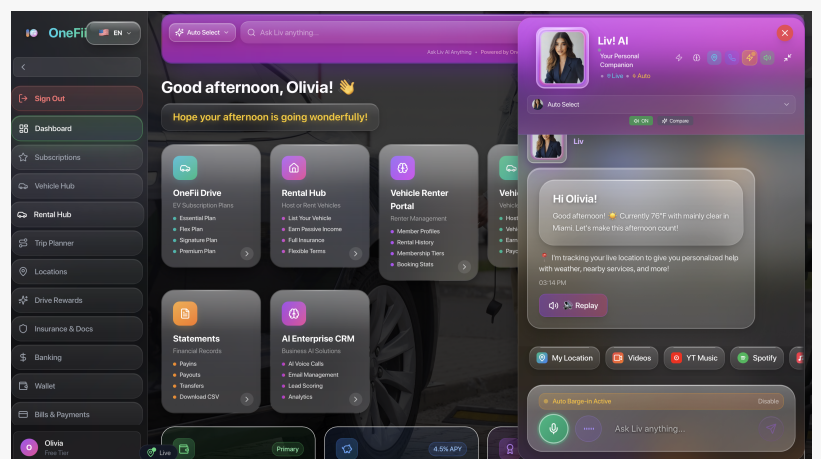 OneFii
EN
Sign Out
Dashboard
Subscriptions
Vehicle Hub
Rental Hub
Trip Planner
Locations
Drive Rewards
Insurance & Docs
Banking
Wallet
Bills & Payments
O
Olivia
Free Tier
Live
Auto Select
Ask Liv anything...
Ask Liv AI Anything • Powered by On
Good afternoon, Olivia! 👋
Hope your afternoon is going wonderfully!
OneFii Drive
EV Subscription Plans
Essential Plan
Flex Plan
Signature Plan
Premium Plan
Rental Hub
Host or Rent Vehicles
List Your Vehicle
Earn Passive Income
Full Insurance
Flexible Terms
Vehicle Renter
Portal
Renter Management
Member Profiles
Rental History
Membership Tiers
Booking Stats
Vehi
Host
Vehi
Earn
Payo
Statements
Financial Records
Payins
Payouts
Transfers
Download CSV
AI Enterprise CRM
Business AI Solutions
AI Voice Calls
Email Management
Lead Scoring
Analytics
Primary
4.5% APY
Liv! AI
Your Personal
Companion
Live
Auto
Auto Select
ON
Compare
Liv
Hi Olivia!
Good afternoon! ☀️ Currently 76°F with mainly clear in
Miami. Let's make this afternoon count!
📍 I'm tracking your live location to give you personalized help
with weather, nearby services, and more!
03:14 PM
🔊 Replay
My Location
Videos
YT Music
Spotify
Auto Barge-in Active
Disable
Ask Liv anything...